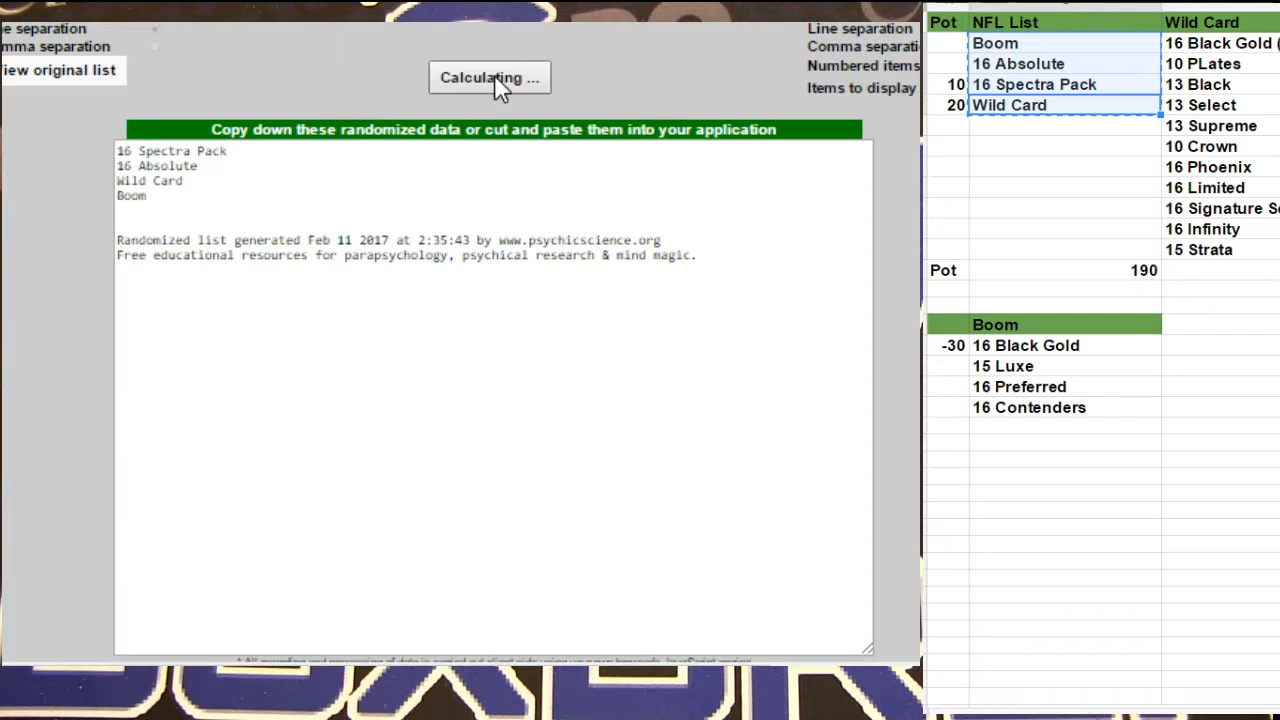 ne separation
omma separation
iew original list
Calculating ...
Line separation
Comma separati
Numbered items
Items to display
Copy down these randomized data or cut and paste them into your application
16 Spectra Pack
16 Absolute
Wild Card
Boom
Randomized list generated Feb 11 2017 at 2:35:43 by www.psychicscience.org
Free educational resources for parapsychology, psychical research & mind magic.
Pot NFL List Wild Card
Boom 16 Black Gold (
16 Absolute 10 PLates
10 16 Spectra Pack 13 Black
20 Wild Card 13 Select
13 Supreme
10 Crown
16 Phoenix
16 Limited
16 Signature Se
16 Infinity
15 Strata
Pot 190
Boom
-30 16 Black Gold
15 Luxe
16 Preferred
16 Contenders